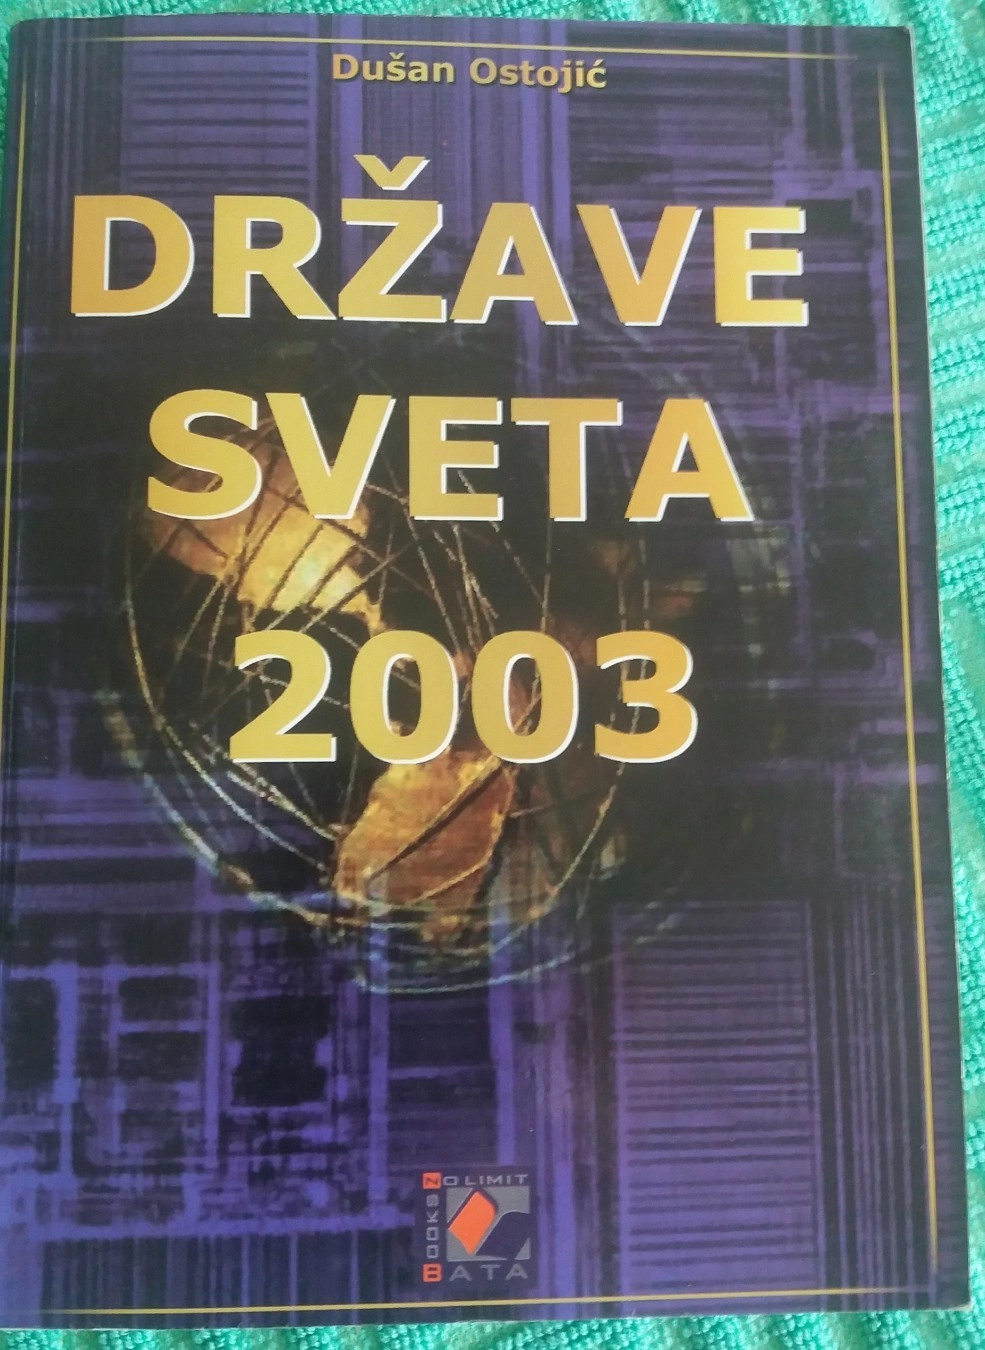 Dušan Ostojić
DRŽAVE
SVETA
2003
NO LIMIT
BOOKS
BATA